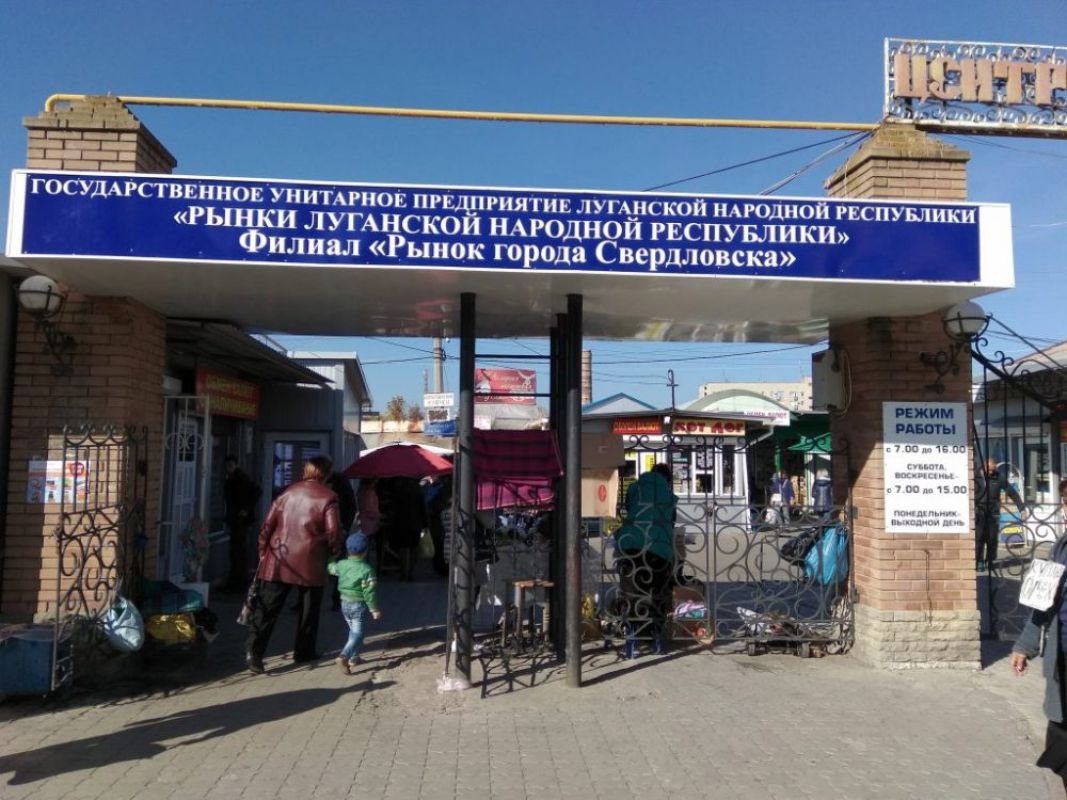 ЦЕНТР
ГОСУДАРСТВЕННОЕ УНИТАРНОЕ ПРЕДПРИЯТИЕ ЛУГАНСКОЙ НАРОДНОЙ РЕСПУБЛИКИ
«РЫНКИ ЛУГАНСКОЙ НАРОДНОЙ РЕСПУБЛИКИ»
Филиал «Рынок города Свердловска»
РЕЖИМ
РАБОТЫ
с 7.00 до 16.00
СУББОТА,
ВОСКРЕСЕНЬЕ-
с 7.00 до 15.00
ПОНЕДЕЛЬНИК-
ВЫХОДНОЙ ДЕНЬ
ХОТ ДОГ